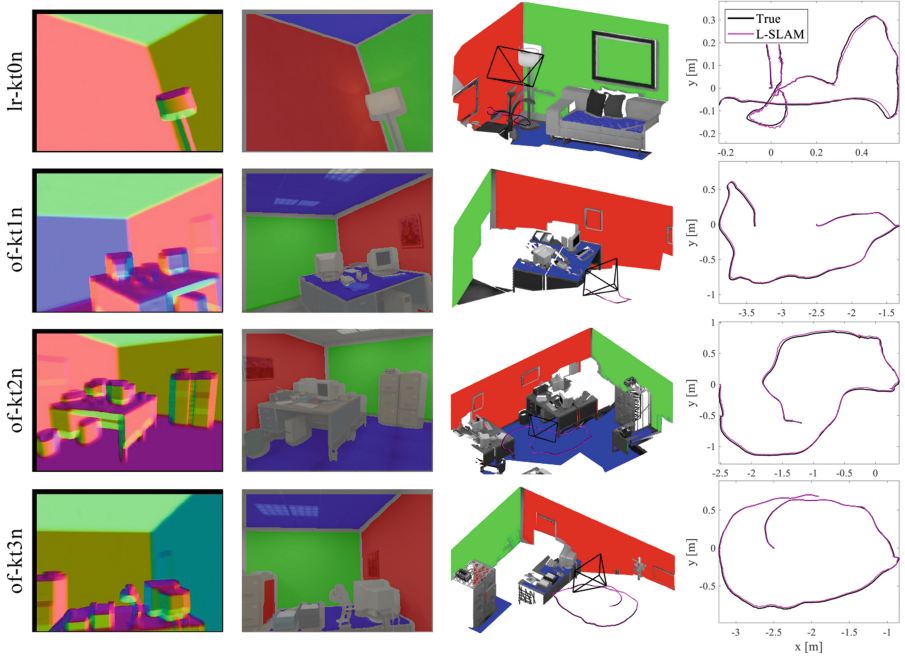 lr-kt0n
True
L-SLAM
y [m]
0.3
0.2
0.1
0
-0.1
-0.2
-0.2 0 0.2 0.4
of-kt1n
y [m]
0.5
0
-0.5
-1
-3.5 -3 -2.5 -2 -1.5
of-kt2n
y [m]
1
0.5
0
-0.5
-1
-2.5 -2 -1.5 -1 -0.5 0
of-kt3n
y [m]
0.5
0
-0.5
-3 -2.5 -2 -1.5 -1
x [m]